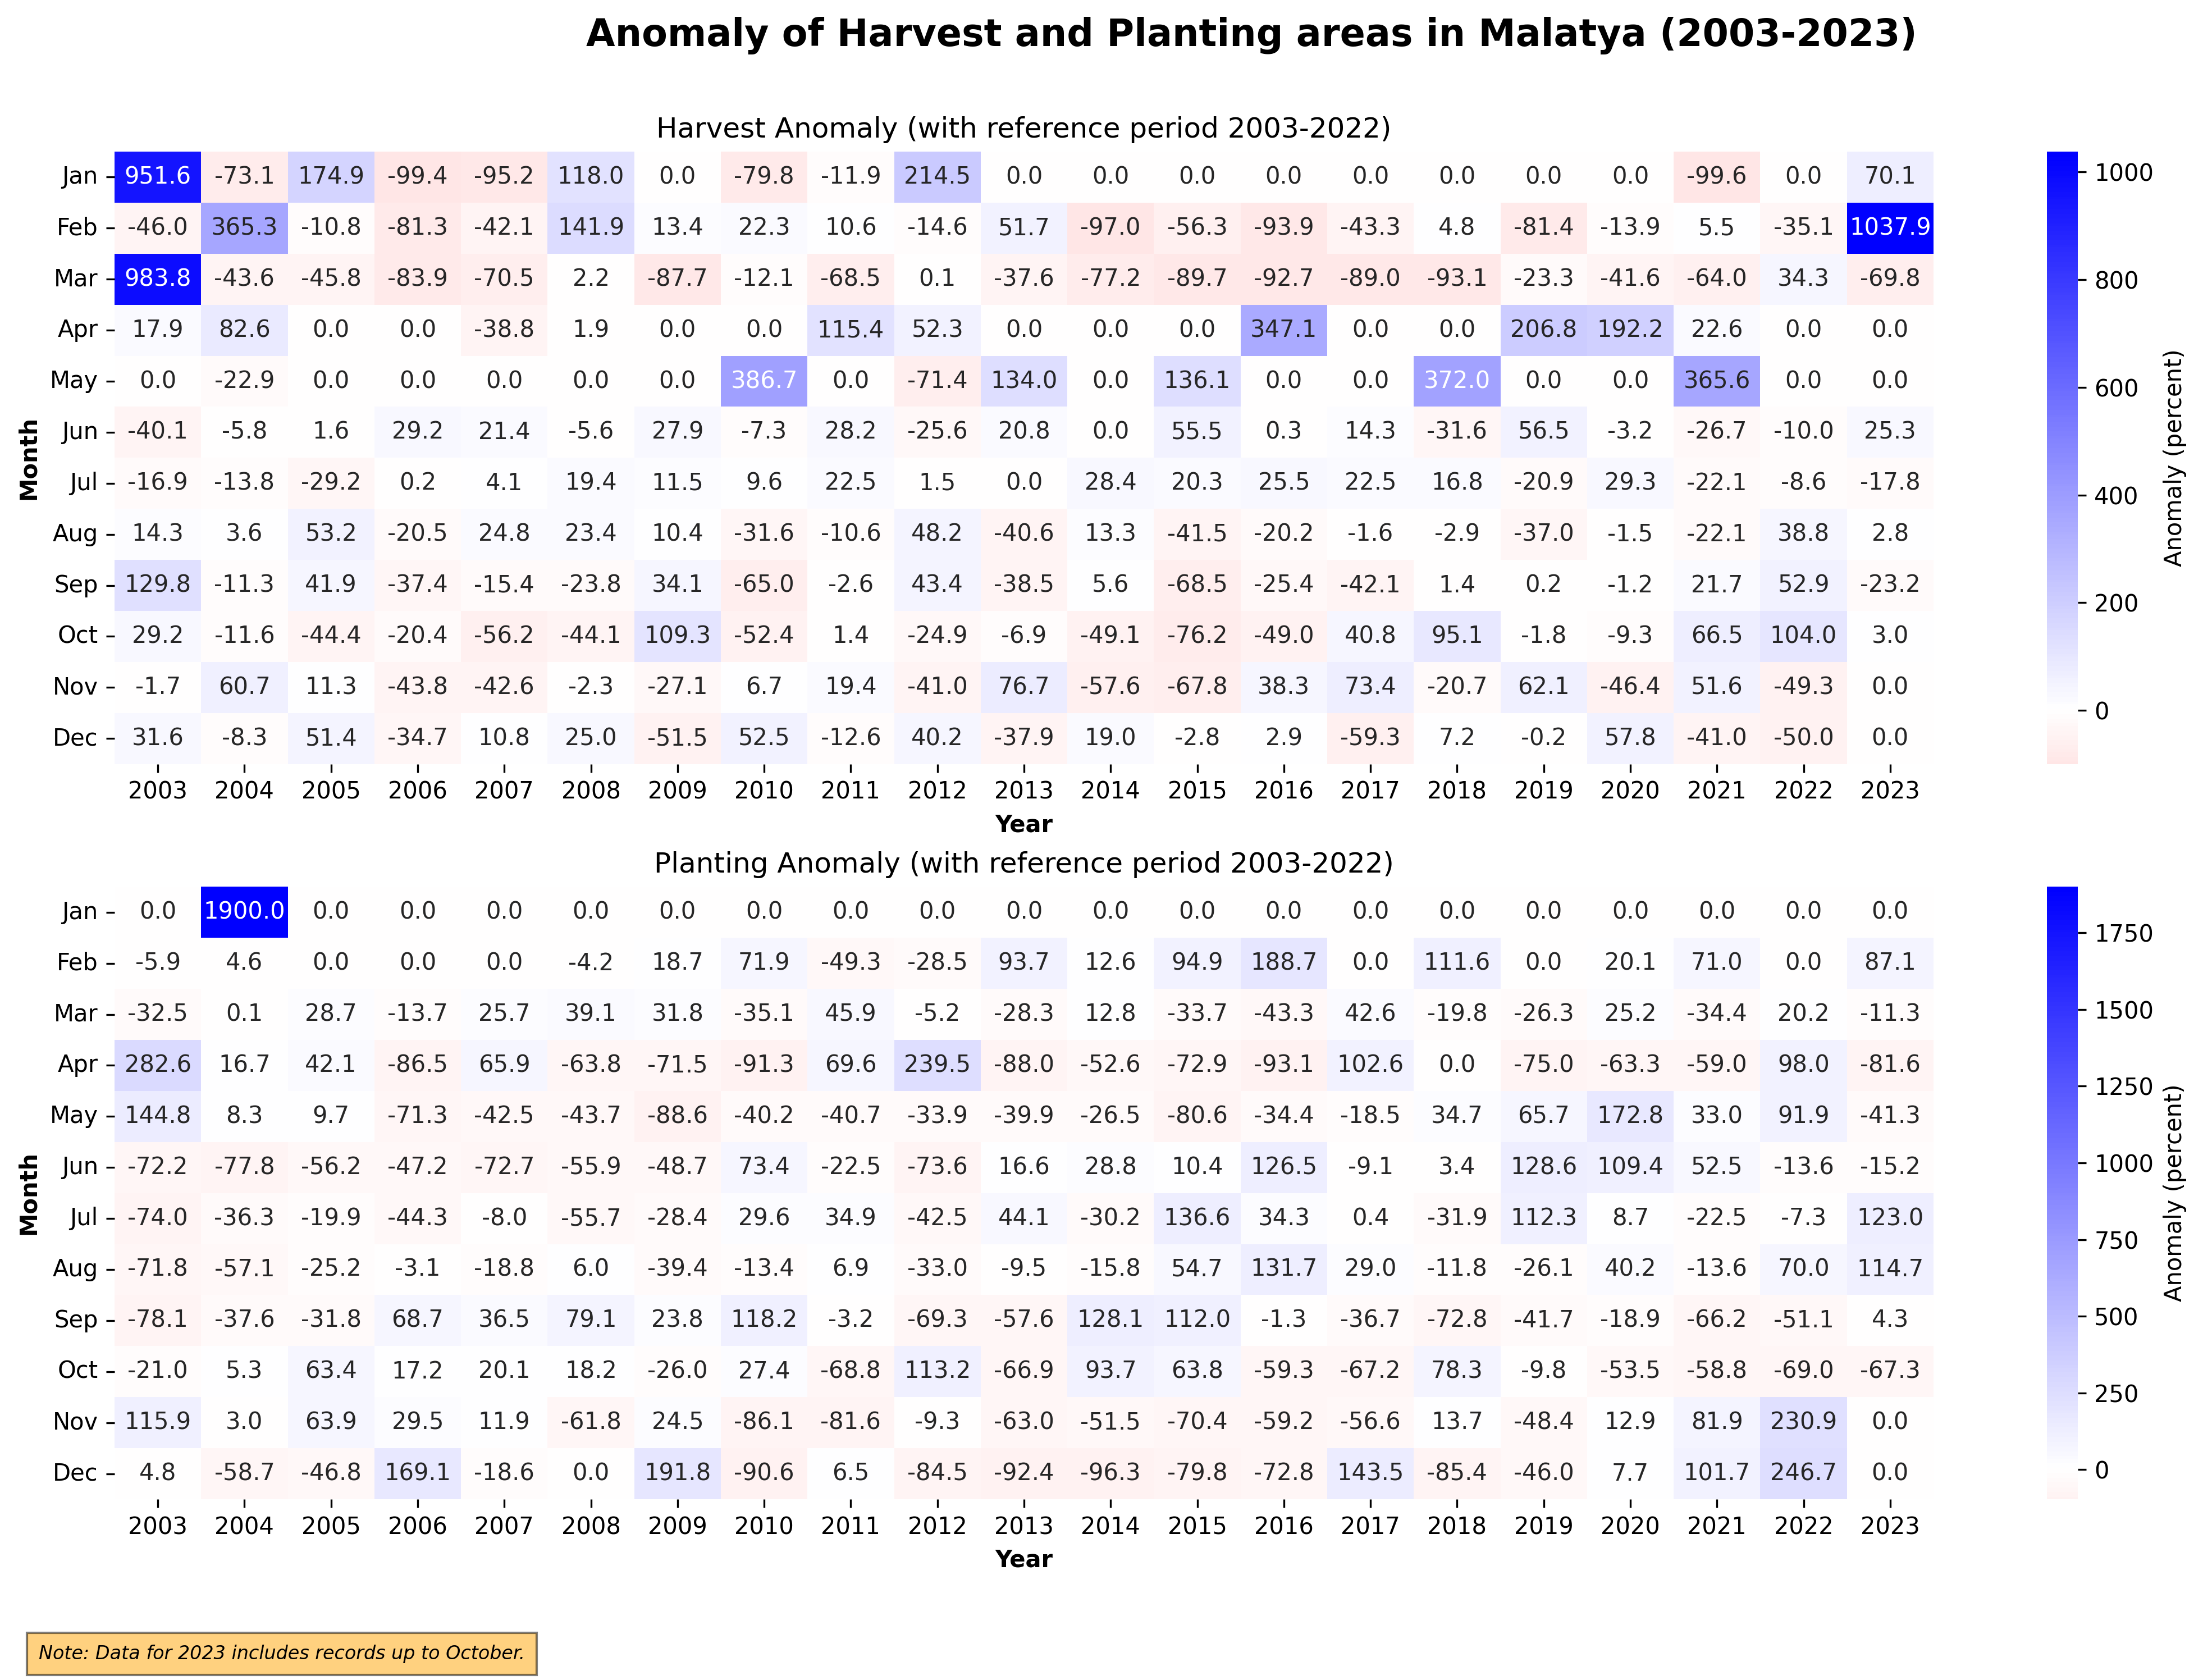 Anomaly of Harvest and Planting areas in Malatya (2003-2023)
Harvest Anomaly (with reference period 2003-2022)
Jan 951.6 -73.1 174.9 -99.4 -95.2 118.0 0.0 -79.8 -11.9 214.5 0.0 0.0 0.0 0.0 0.0 0.0 0.0 0.0 -99.6 0.0 70.1
Feb -46.0 365.3 -10.8 -81.3 -42.1 141.9 13.4 22.3 10.6 -14.6 51.7 -97.0 -56.3 -93.9 -43.3 4.8 -81.4 -13.9 5.5 -35.1 1037.9
Mar 983.8 -43.6 -45.8 -83.9 -70.5 2.2 -87.7 -12.1 -68.5 0.1 -37.6 -77.2 -89.7 -92.7 -89.0 -93.1 -23.3 -41.6 -64.0 34.3 -69.8
Apr 17.9 82.6 0.0 0.0 -38.8 1.9 0.0 0.0 115.4 52.3 0.0 0.0 0.0 347.1 0.0 0.0 206.8 192.2 22.6 0.0 0.0
May 0.0 -22.9 0.0 0.0 0.0 0.0 0.0 386.7 0.0 -71.4 134.0 0.0 136.1 0.0 0.0 372.0 0.0 0.0 365.6 0.0 0.0
Jun -40.1 -5.8 1.6 29.2 21.4 -5.6 27.9 -7.3 28.2 -25.6 20.8 0.0 55.5 0.3 14.3 -31.6 56.5 -3.2 -26.7 -10.0 25.3
Jul -16.9 -13.8 -29.2 0.2 4.1 19.4 11.5 9.6 22.5 1.5 0.0 28.4 20.3 25.5 22.5 16.8 -20.9 29.3 -22.1 -8.6 -17.8
Aug 14.3 3.6 53.2 -20.5 24.8 23.4 10.4 -31.6 -10.6 48.2 -40.6 13.3 -41.5 -20.2 -1.6 -2.9 -37.0 -1.5 -22.1 38.8 2.8
Sep 129.8 -11.3 41.9 -37.4 -15.4 -23.8 34.1 -65.0 -2.6 43.4 -38.5 5.6 -68.5 -25.4 -42.1 1.4 0.2 -1.2 21.7 52.9 -23.2
Oct 29.2 -11.6 -44.4 -20.4 -56.2 -44.1 109.3 -52.4 1.4 -24.9 -6.9 -49.1 -76.2 -49.0 40.8 95.1 -1.8 -9.3 66.5 104.0 3.0
Nov -1.7 60.7 11.3 -43.8 -42.6 -2.3 -27.1 6.7 19.4 -41.0 76.7 -57.6 -67.8 38.3 73.4 -20.7 62.1 -46.4 51.6 -49.3 0.0
Dec 31.6 -8.3 51.4 -34.7 10.8 25.0 -51.5 52.5 -12.6 40.2 -37.9 19.0 -2.8 2.9 -59.3 7.2 -0.2 57.8 -41.0 -50.0 0.0
2003 2004 2005 2006 2007 2008 2009 2010 2011 2012 2013 2014 2015 2016 2017 2018 2019 2020 2021 2022 2023
Year
Month
1000
800
600
400
200
0
Anomaly (percent)
Planting Anomaly (with reference period 2003-2022)
Jan 0.0 1900.0 0.0 0.0 0.0 0.0 0.0 0.0 0.0 0.0 0.0 0.0 0.0 0.0 0.0 0.0 0.0 0.0 0.0 0.0 0.0
Feb -5.9 4.6 0.0 0.0 0.0 -4.2 18.7 71.9 -49.3 -28.5 93.7 12.6 94.9 188.7 0.0 111.6 0.0 20.1 71.0 0.0 87.1
Mar -32.5 0.1 28.7 -13.7 25.7 39.1 31.8 -35.1 45.9 -5.2 -28.3 12.8 -33.7 -43.3 42.6 -19.8 -26.3 25.2 -34.4 20.2 -11.3
Apr 282.6 16.7 42.1 -86.5 65.9 -63.8 -71.5 -91.3 69.6 239.5 -88.0 -52.6 -72.9 -93.1 102.6 0.0 -75.0 -63.3 -59.0 98.0 -81.6
May 144.8 8.3 9.7 -71.3 -42.5 -43.7 -88.6 -40.2 -40.7 -33.9 -39.9 -26.5 -80.6 -34.4 -18.5 34.7 65.7 172.8 33.0 91.9 -41.3
Jun -72.2 -77.8 -56.2 -47.2 -72.7 -55.9 -48.7 73.4 -22.5 -73.6 16.6 28.8 10.4 126.5 -9.1 3.4 128.6 109.4 52.5 -13.6 -15.2
Jul -74.0 -36.3 -19.9 -44.3 -8.0 -55.7 -28.4 29.6 34.9 -42.5 44.1 -30.2 136.6 34.3 0.4 -31.9 112.3 8.7 -22.5 -7.3 123.0
Aug -71.8 -57.1 -25.2 -3.1 -18.8 6.0 -39.4 -13.4 6.9 -33.0 -9.5 -15.8 54.7 131.7 29.0 -11.8 -26.1 40.2 -13.6 70.0 114.7
Sep -78.1 -37.6 -31.8 68.7 36.5 79.1 23.8 118.2 -3.2 -69.3 -57.6 128.1 112.0 -1.3 -36.7 -72.8 -41.7 -18.9 -66.2 -51.1 4.3
Oct -21.0 5.3 63.4 17.2 20.1 18.2 -26.0 27.4 -68.8 113.2 -66.9 93.7 63.8 -59.3 -67.2 78.3 -9.8 -53.5 -58.8 -69.0 -67.3
Nov 115.9 3.0 63.9 29.5 11.9 -61.8 24.5 -86.1 -81.6 -9.3 -63.0 -51.5 -70.4 -59.2 -56.6 13.7 -48.4 12.9 81.9 230.9 0.0
Dec 4.8 -58.7 -46.8 169.1 -18.6 0.0 191.8 -90.6 6.5 -84.5 -92.4 -96.3 -79.8 -72.8 143.5 -85.4 -46.0 7.7 101.7 246.7 0.0
2003 2004 2005 2006 2007 2008 2009 2010 2011 2012 2013 2014 2015 2016 2017 2018 2019 2020 2021 2022 2023
Year
Month
1750
1500
1250
1000
750
500
250
0
Anomaly (percent)
Note: Data for 2023 includes records up to October.